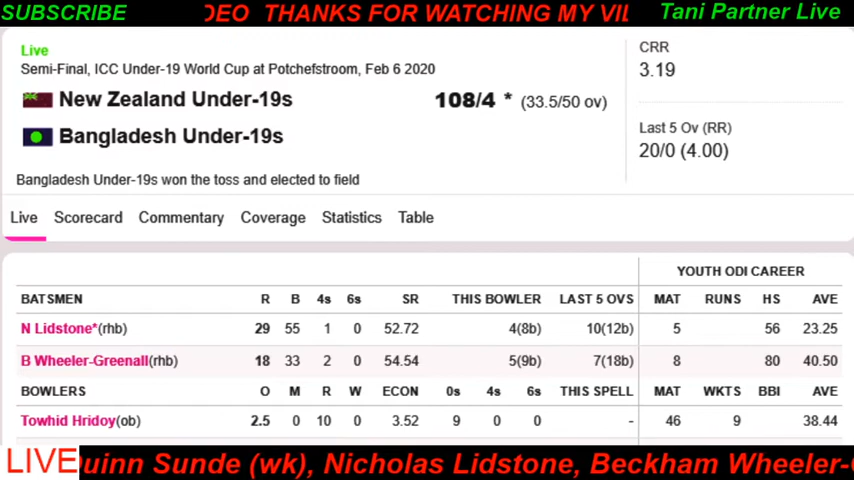 SUBSCRIBE
DEO THANKS FOR WATCHING MY VI
Tani Partner Live
Live
Semi-Final, ICC Under-19 World Cup at Potchefstroom, Feb 6 2020
New Zealand Under-19s 108/4 * (33.5/50 ov)
Bangladesh Under-19s
Bangladesh Under-19s won the toss and elected to field
CRR
3.19
Last 5 Ov (RR)
20/0 (4.00)
Live Scorecard Commentary Coverage Statistics Table
YOUTH ODI CAREER
BATSMEN R B 4s 6s SR THIS BOWLER LAST 5 OVS MAT RUNS HS AVE
N Lidstone*(rhb) 29 55 1 0 52.72 4(8b) 10(12b) 5 56 23.25
B Wheeler-Greenall(rhb) 18 33 2 0 54.54 5(9b) 7(18b) 8 80 40.50
BOWLERS O M R W ECON 0s 4s 6s THIS SPELL MAT WKTS BBI AVE
Towhid Hridoy(ob) 2.5 0 10 0 3.52 9 0 0 - 46 9 38.44
LIVE
uinn Sunde (wk), Nicholas Lidstone, Beckham Wheeler-